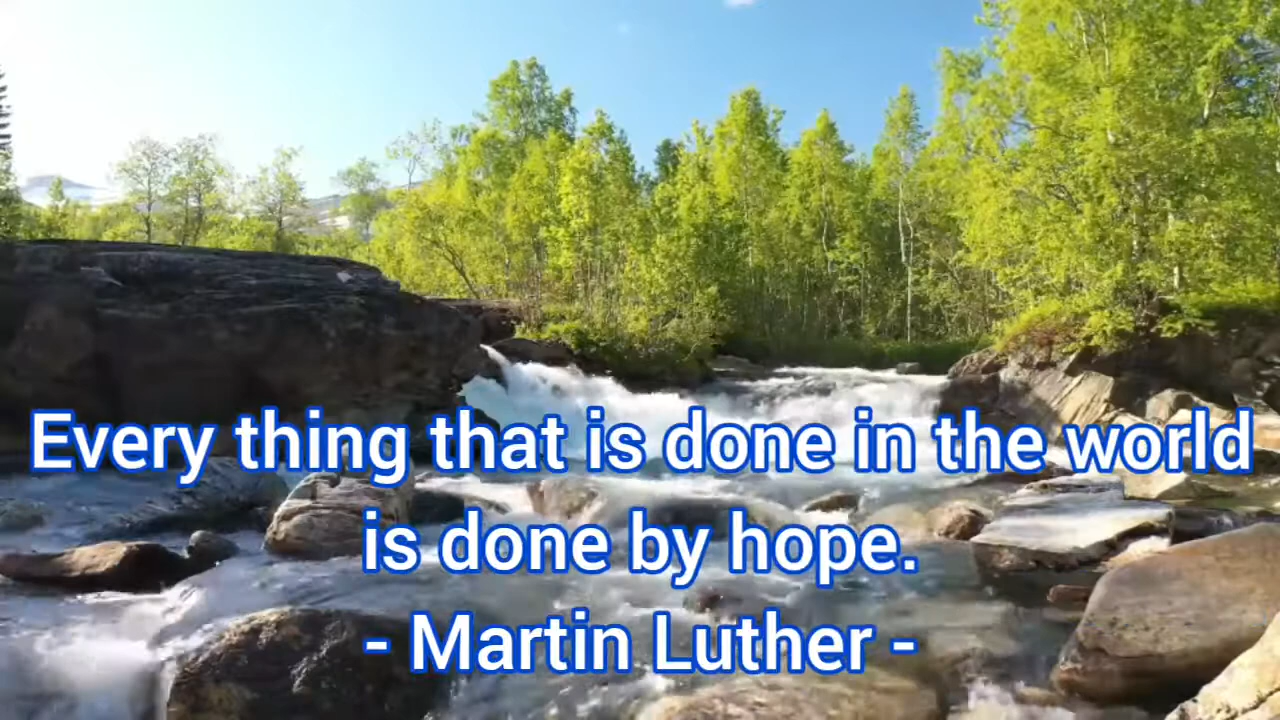 Every thing that is done in the world
is done by hope.
- Martin Luther -